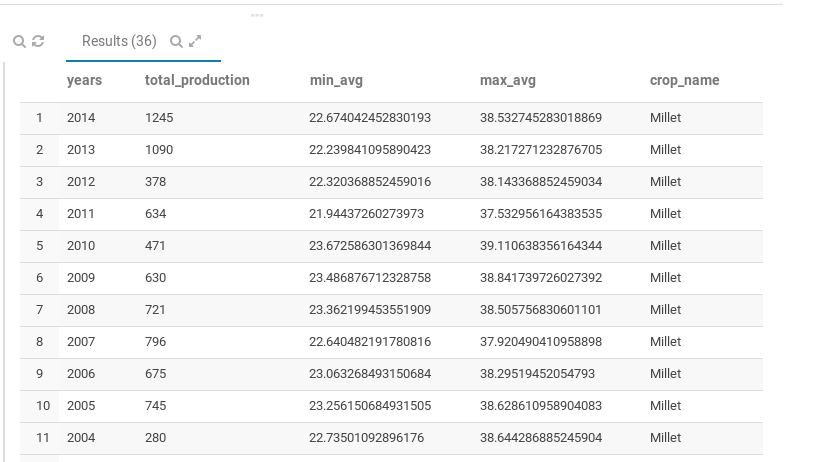 Results (36)
years total_production min_avg max_avg crop_name
1 2014 1245 22.674042452830193 38.532745283018869 Millet
2 2013 1090 22.239841095890423 38.217271232876705 Millet
3 2012 378 22.320368852459016 38.143368852459034 Millet
4 2011 634 21.94437260273973 37.532956164383535 Millet
5 2010 471 23.672586301369844 39.110638356164344 Millet
6 2009 630 23.486876712328758 38.841739726027392 Millet
7 2008 721 23.362199453551909 38.505756830601101 Millet
8 2007 796 22.640482191780816 37.920490410958898 Millet
9 2006 675 23.063268493150684 38.29519452054793 Millet
10 2005 745 23.256150684931505 38.628610958904083 Millet
11 2004 280 22.73501092896176 38.644286885245904 Millet